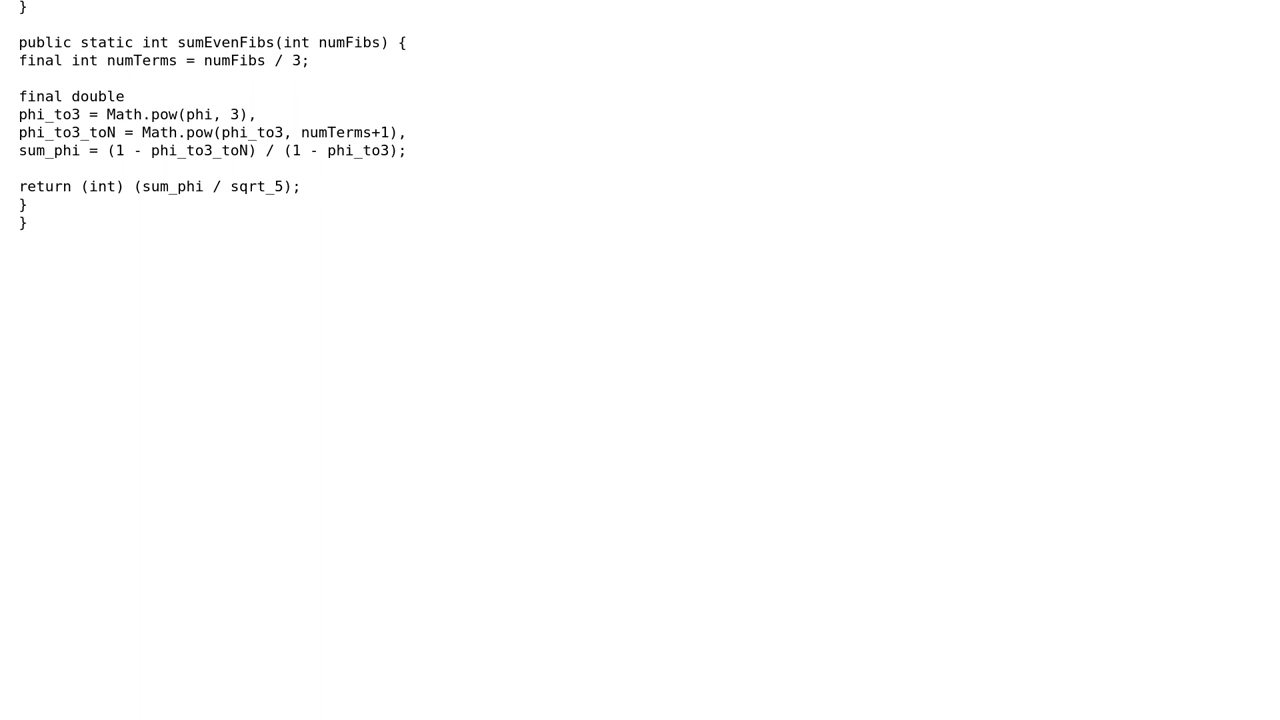 }
public static int sumEvenFibs(int numFibs) {
final int numTerms = numFibs / 3;
final double
phi_to3 = Math.pow(phi, 3),
phi_to3_toN = Math.pow(phi_to3, numTerms+1),
sum_phi = (1 - phi_to3_toN) / (1 - phi_to3);
return (int) (sum_phi / sqrt_5);
}
}